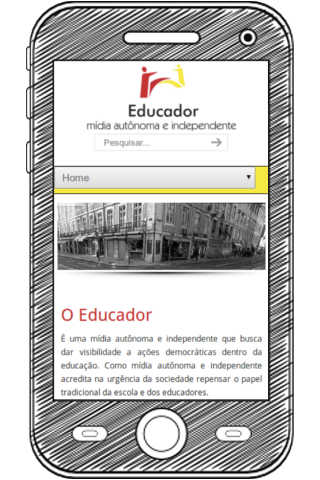 Educador
mídia autônoma e independente
Pesquisar...
Home
O Educador
É uma mídia autônoma e independente que busca
dar visibilidade a ações democráticas dentro da
educação. Como mídia autônoma e independente
acredita na urgência da sociedade repensar o papel
tradicional da escola e dos educadores.